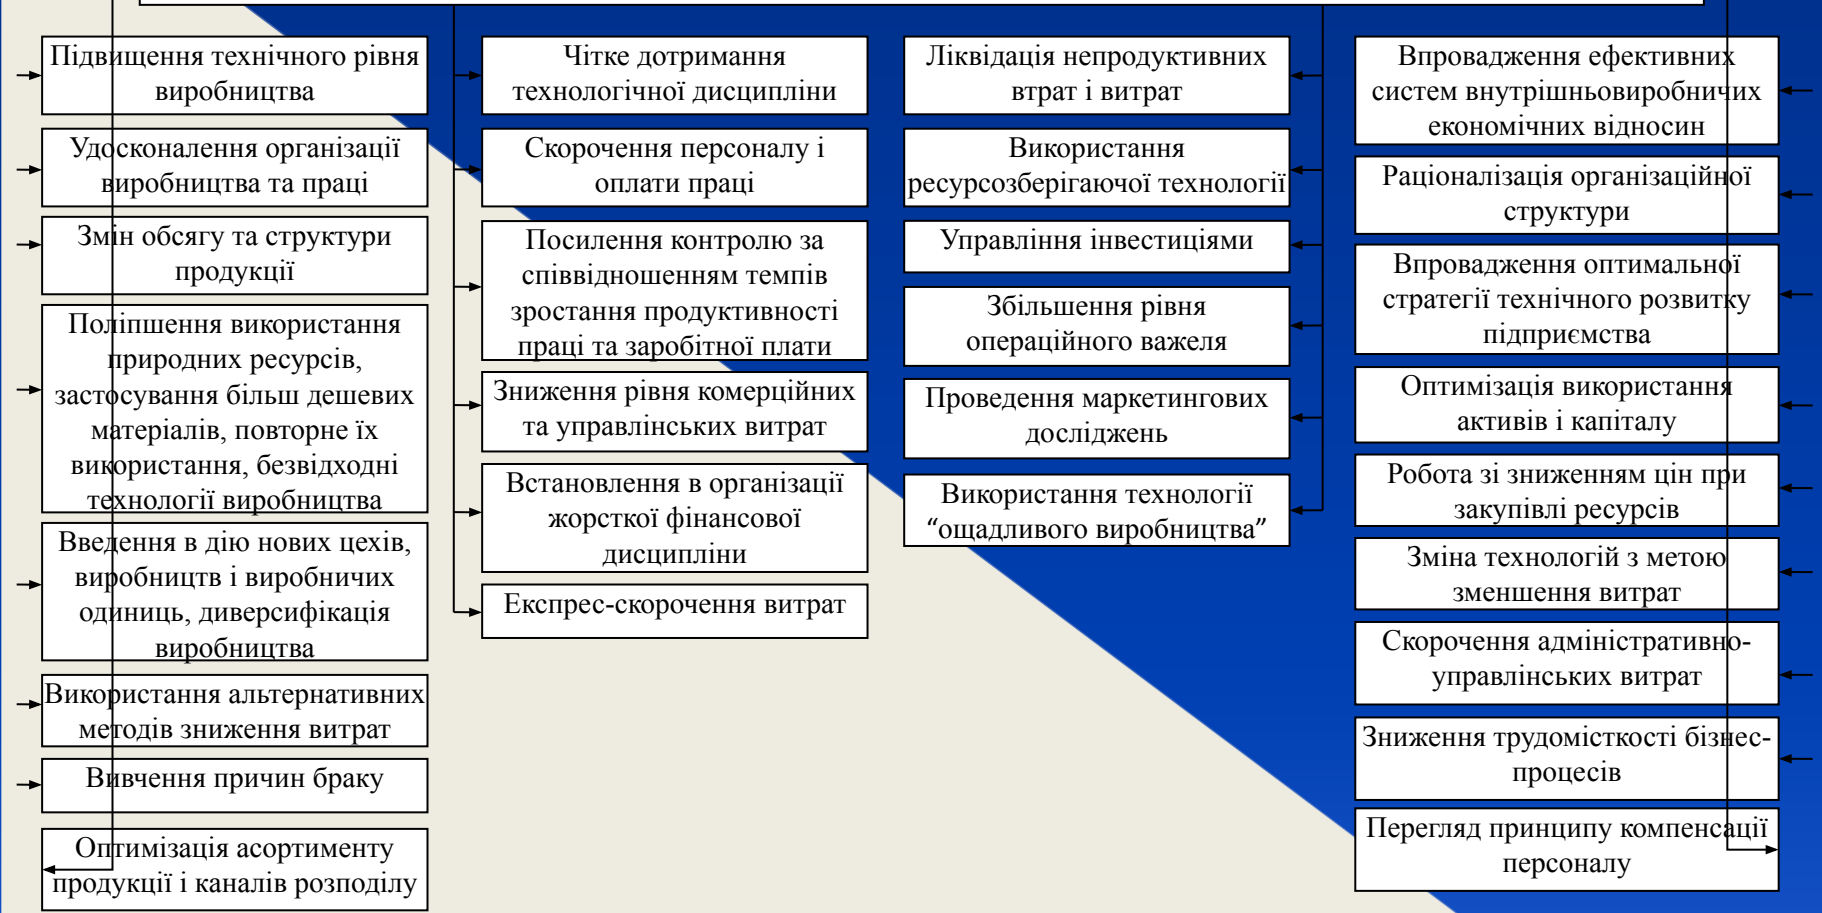 Підвищення технічного рівня
виробництва
Удосконалення організації
виробництва та праці
Змін обсягу та структури
продукції
Поліпшення використання
природних ресурсів,
застосування більш дешевих
матеріалів, повторне їх
використання, безвідходні
технології виробництва
Введення в дію нових цехів,
виробництв і виробничих
одиниць, диверсифікація
виробництва
Використання альтернативних
методів зниження витрат
Вивчення причин браку
Оптимізація асортименту
продукції і каналів розподілу
Чітке дотримання
технологічної дисципліни
Скорочення персоналу і
оплати праці
Посилення контролю за
співвідношенням темпів
зростання продуктивності
праці та заробітної плати
Зниження рівня комерційних
та управлінських витрат
Встановлення в організації
жорсткої фінансової
дисципліни
Експрес-скорочення витрат
Ліквідація непродуктивних
втрат і витрат
Використання
ресурсозберігаючої технології
Управління інвестиціями
Збільшення рівня
операційного важеля
Проведення маркетингових
досліджень
Використання технології
“ощадливого виробництва”
Впровадження ефективних
систем внутрішньовиробничих
економічних відносин
Раціоналізація організаційної
структури
Впровадження оптимальної
стратегії технічного розвитку
підприємства
Оптимізація використання
активів і капіталу
Робота зі зниженням цін при
закупівлі ресурсів
Зміна технологій з метою
зменшення витрат
Скорочення адміністративно-
управлінських витрат
Зниження трудомісткості бізнес-
процесів
Перегляд принципу компенсації
персоналу